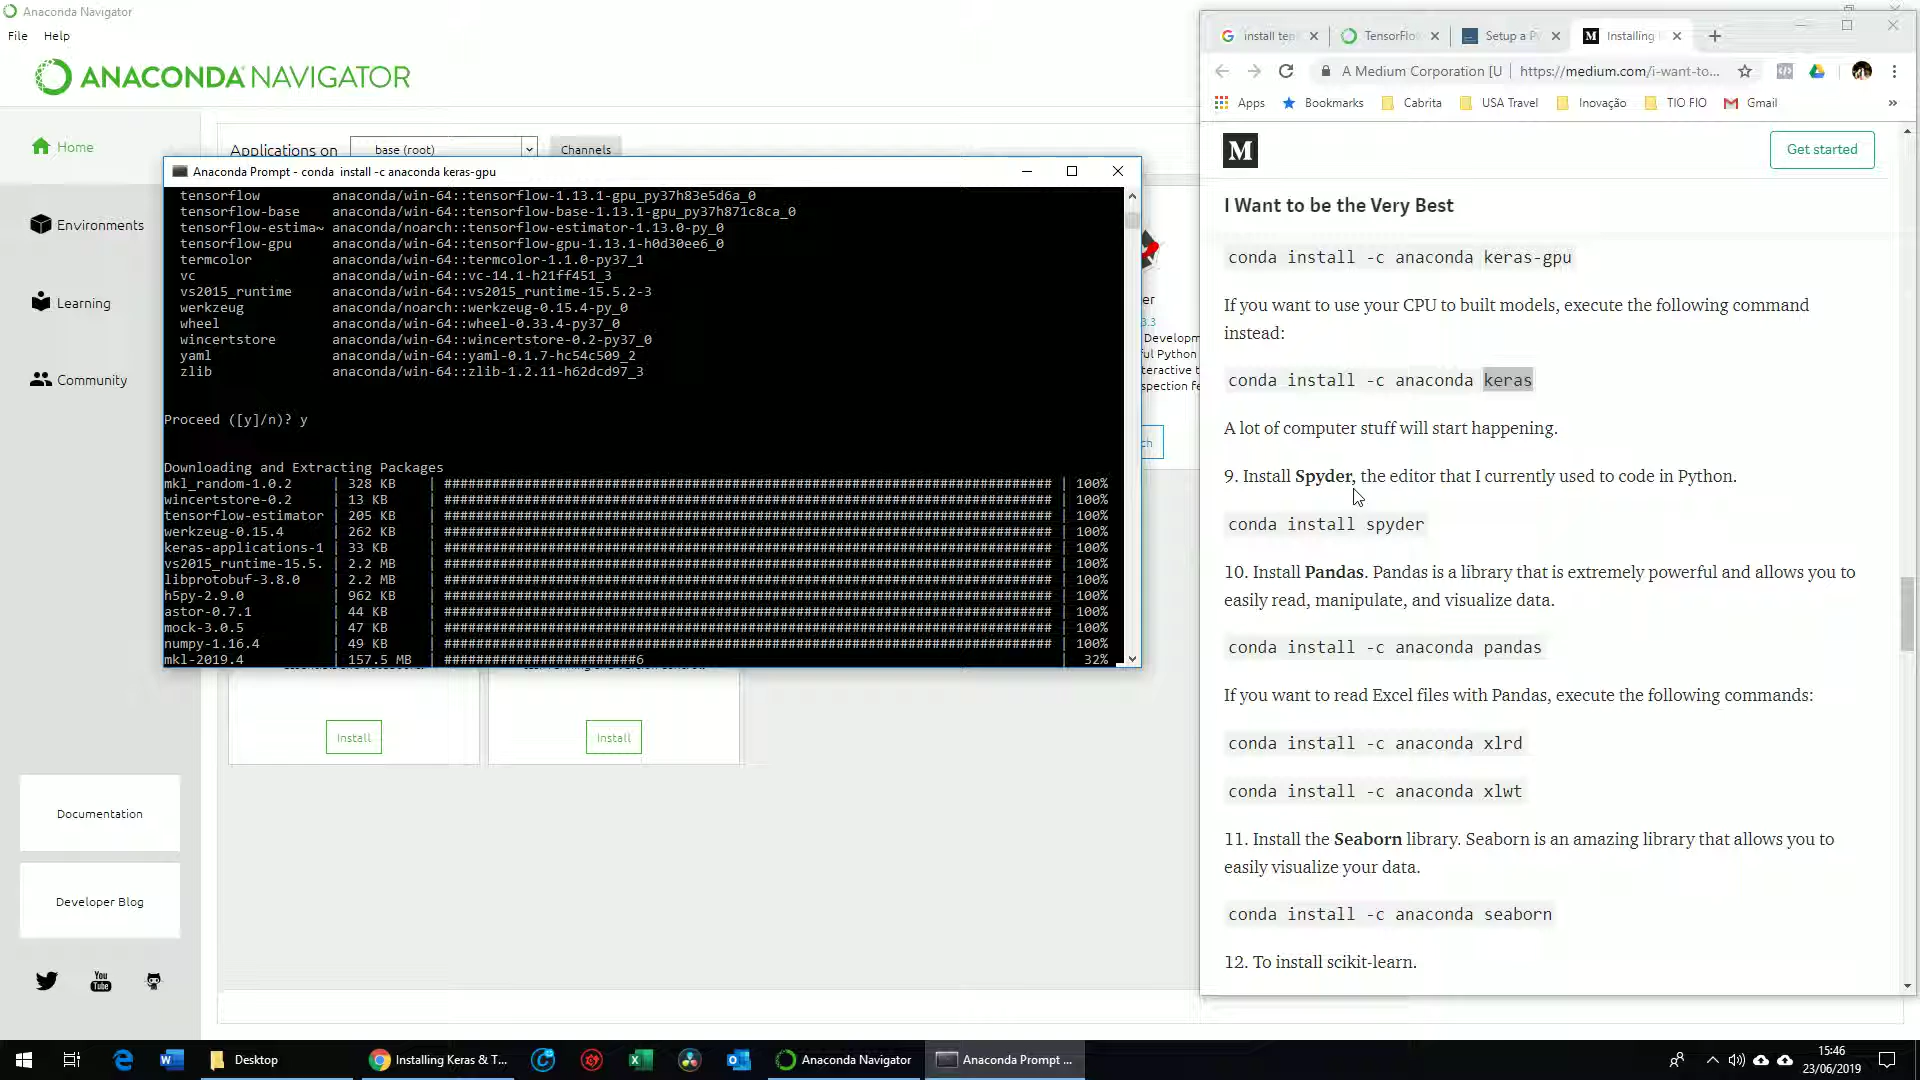 Anaconda Navigator
File Help
ANACONDA NAVIGATOR
Home
Environments
Learning
Community
Documentation
Developer Blog
You Tube
Applications on base (root) Channels
Anaconda Prompt - conda install -c anaconda keras-gpu
tensorflow anaconda/win-64::tensorflow-1.13.1-gpu_py37h83e5d6a_0
tensorflow-base anaconda/win-64::tensorflow-base-1.13.1-gpu_py37h871c8ca_0
tensorflow-estima~ anaconda/noarch::tensorflow-estimator-1.13.0-py_0
tensorflow-gpu anaconda/win-64::tensorflow-gpu-1.13.1-h0d30ee6_0
termcolor anaconda/win-64::termcolor-1.1.0-py37_1
vc anaconda/win-64::vc-14.1-h21ff451_3
vs2015_runtime anaconda/win-64::vs2015_runtime-15.5.2-3
werkzeug anaconda/noarch::werkzeug-0.15.4-py_0
wheel anaconda/win-64::wheel-0.33.4-py37_0
wincertstore anaconda/win-64::wincertstore-0.2-py37_0
yaml anaconda/win-64::yaml-0.1.7-hc54c509_2
zlib anaconda/win-64::zlib-1.2.11-h62dcd97_3
Proceed ([y]/n)? y
Downloading and Extracting Packages
mkl_random-1.0.2 | 328 KB | ############################################################################ | 100%
wincertstore-0.2 | 13 KB | ############################################################################ | 100%
tensorflow-estimator | 205 KB | ############################################################################ | 100%
werkzeug-0.15.4 | 262 KB | ############################################################################ | 100%
keras-applications-1 | 33 KB | ############################################################################ | 100%
vs2015_runtime-15.5. | 2.2 MB | ############################################################################ | 100%
libprotobuf-3.8.0 | 2.2 MB | ############################################################################ | 100%
h5py-2.9.0 | 962 KB | ############################################################################ | 100%
astor-0.7.1 | 44 KB | ############################################################################ | 100%
mock-3.0.5 | 47 KB | ############################################################################ | 100%
numpy-1.16.4 | 49 KB | ############################################################################ | 100%
mkl-2019.4 | 157.5 MB | ########################6 | 32%
er
3.3
Developm
ful Python
teractive t
spection fe
ch
Install
Install
install ten
TensorFlo
Setup a Py
Installing
A Medium Corporation [U | https://medium.com/i-want-to...
Apps Bookmarks Cabrita USA Travel Inovação TIO FIO Gmail »
M
Get started
I Want to be the Very Best
conda install -c anaconda keras-gpu
If you want to use your CPU to built models, execute the following command
instead:
conda install -c anaconda keras
A lot of computer stuff will start happening.
9. Install Spyder, the editor that I currently used to code in Python.
conda install spyder
10. Install Pandas. Pandas is a library that is extremely powerful and allows you to
easily read, manipulate, and visualize data.
conda install -c anaconda pandas
If you want to read Excel files with Pandas, execute the following commands:
conda install -c anaconda xlrd
conda install -c anaconda xlwt
11. Install the Seaborn library. Seaborn is an amazing library that allows you to
easily visualize your data.
conda install -c anaconda seaborn
12. To install scikit-learn.
Desktop
Installing Keras & T...
Anaconda Navigator
Anaconda Prompt ...
15:46
23/06/2019